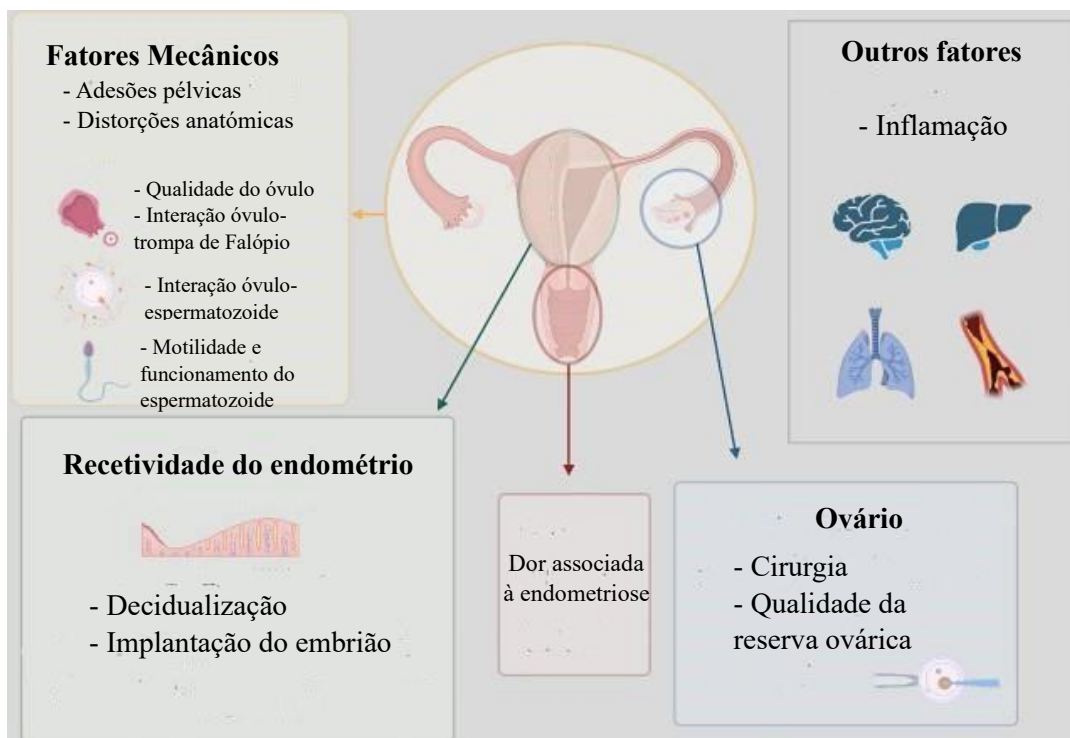 Fatores Mecânicos
- Adesões pélvicas
- Distorções anatómicas
- Qualidade do óvulo
- Interação óvulo-
trompa de Falópio
- Interação óvulo-
espermatozoide
- Motilidade e
funcionamento do
espermatozoide
Outros fatores
- Inflamação
Recetividade do endométrio
- Decidualização
- Implantação do embrião
Dor associada
à endometriose
Ovário
- Cirurgia
- Qualidade da
reserva ovárica